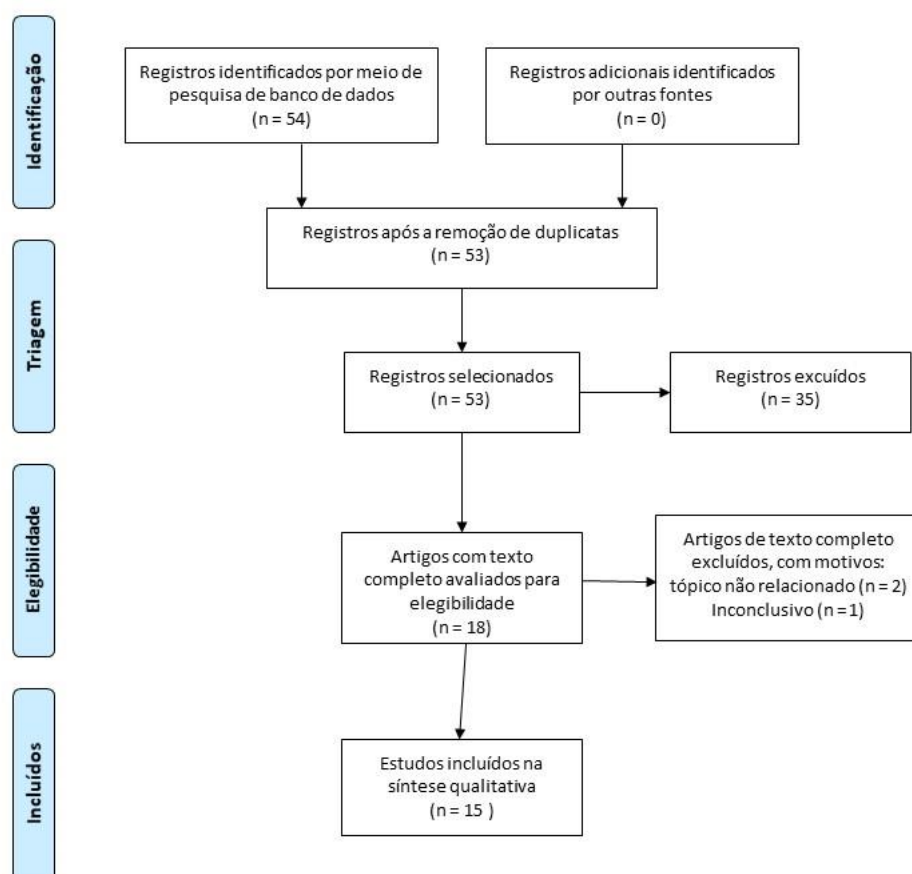 Identificação
Registros identificados por meio de
pesquisa de banco de dados
(n = 54)
Registros adicionais identificados
por outras fontes
(n = 0)
Registros após a remoção de duplicatas
(n = 53)
Triagem
Registros selecionados
(n = 53)
Registros excuídos
(n = 35)
Elegibilidade
Artigos com texto
completo avaliados para
elegibilidade
(n = 18)
Artigos de texto completo
excluídos, com motivos:
tópico não relacionado (n = 2)
Inconclusivo (n =1)
Incluídos
Estudos incluídos na
síntese qualitativa
(n = 15 )